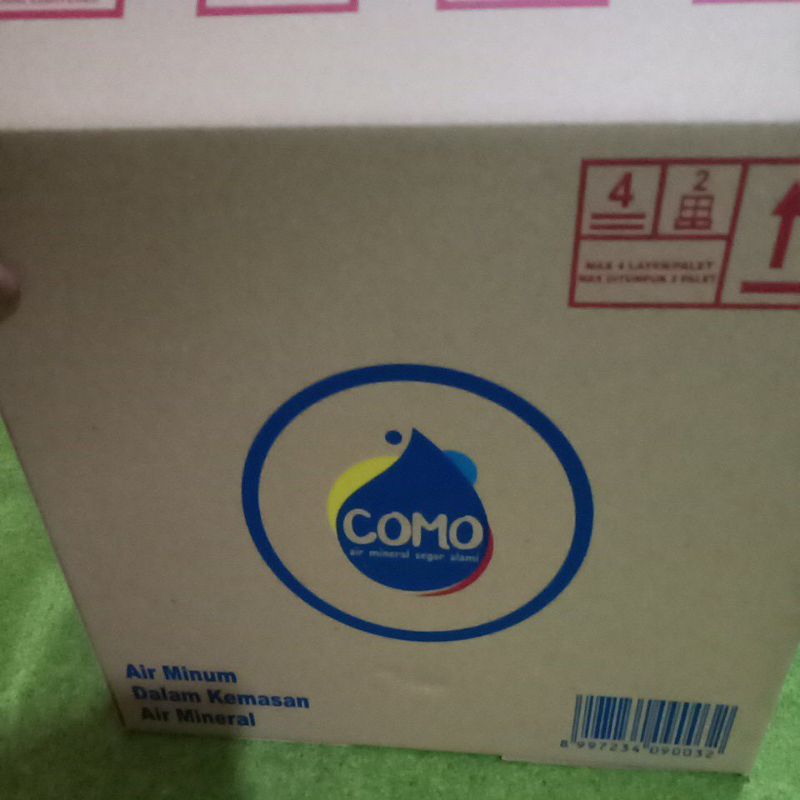 4
2
MAX 4 LAYER/PALET
MAX DITUMPUK 2 PALET
COMO
air mineral segar alami
Air Minum
Dalam Kemasan
Air Mineral
8 997234 090032